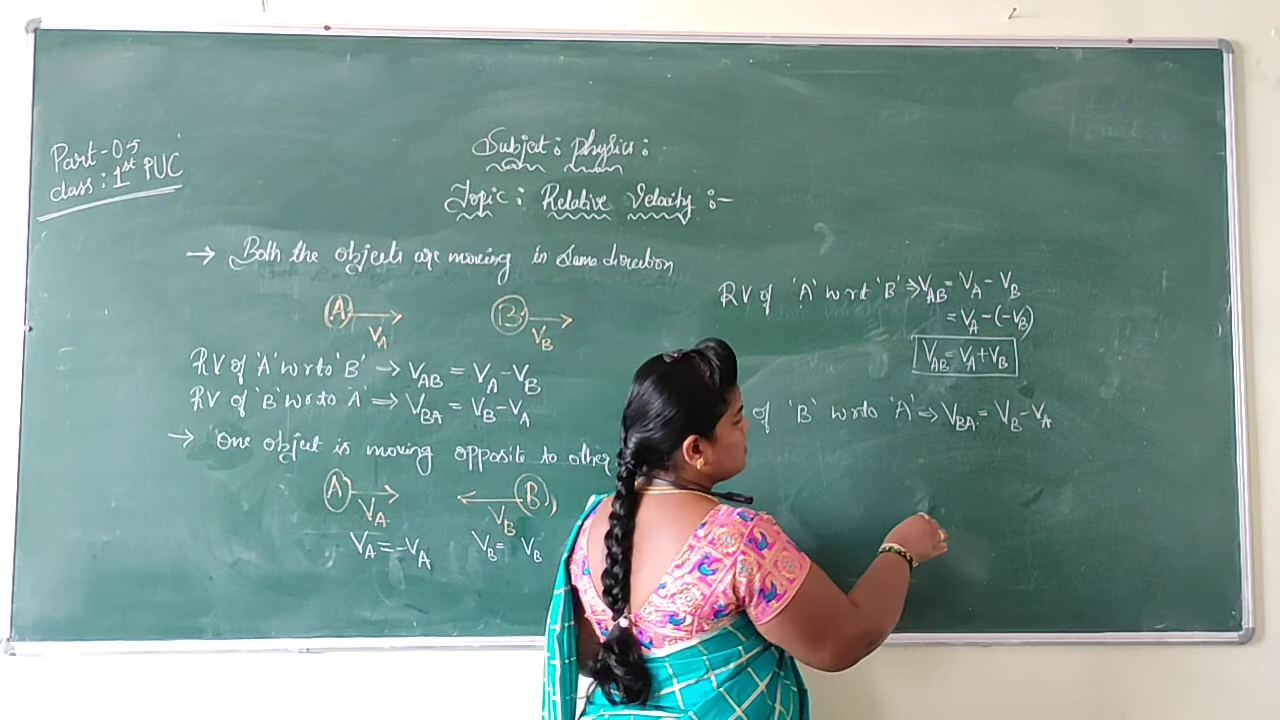 Part-05
class: 1st PUC
Subject: Physics:
Topic: Relative Velocity :-
→ Both the objects are moving in same direction
A B
VA VB
RV of 'A' w r to 'B' → VAB = VA - VB
RV of 'B' w r to 'A' ⇒ VBA = VB - VA
→ One object is moving opposite to other
A B
VA VB
VA = -VA VB = VB
RV of 'A' w r t 'B' ⇒ VAB = VA - VB
= VA - (-VB)
VAB = VA + VB
of 'B' w r to 'A' ⇒ VBA = VB - VA